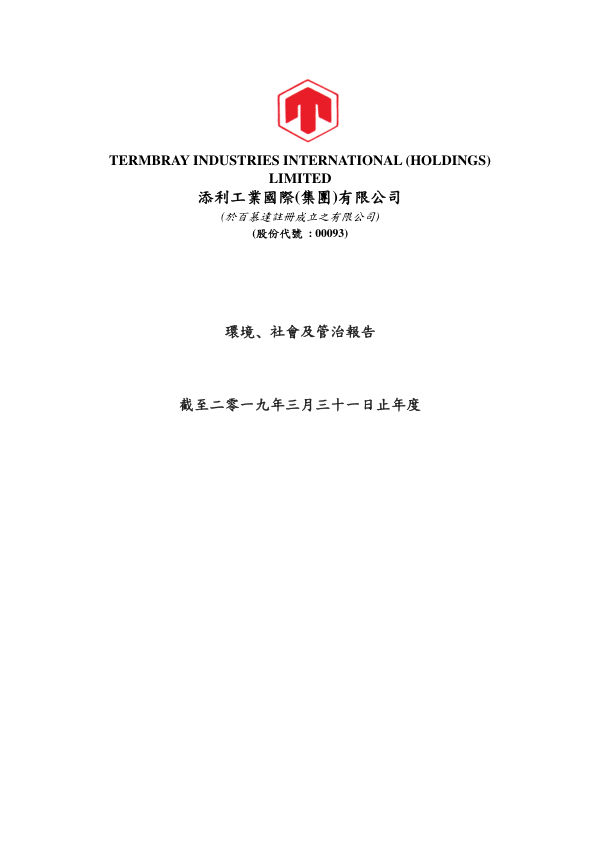 TERMBRAY INDUSTRIES INTERNATIONAL (HOLDINGS)
LIMITED
添利工業國際(集團)有限公司
(於百慕達註冊成立之有限公司)
(股份代號 : 00093)
環境、社會及管治報告
截至二零一九年三月三十一日止年度